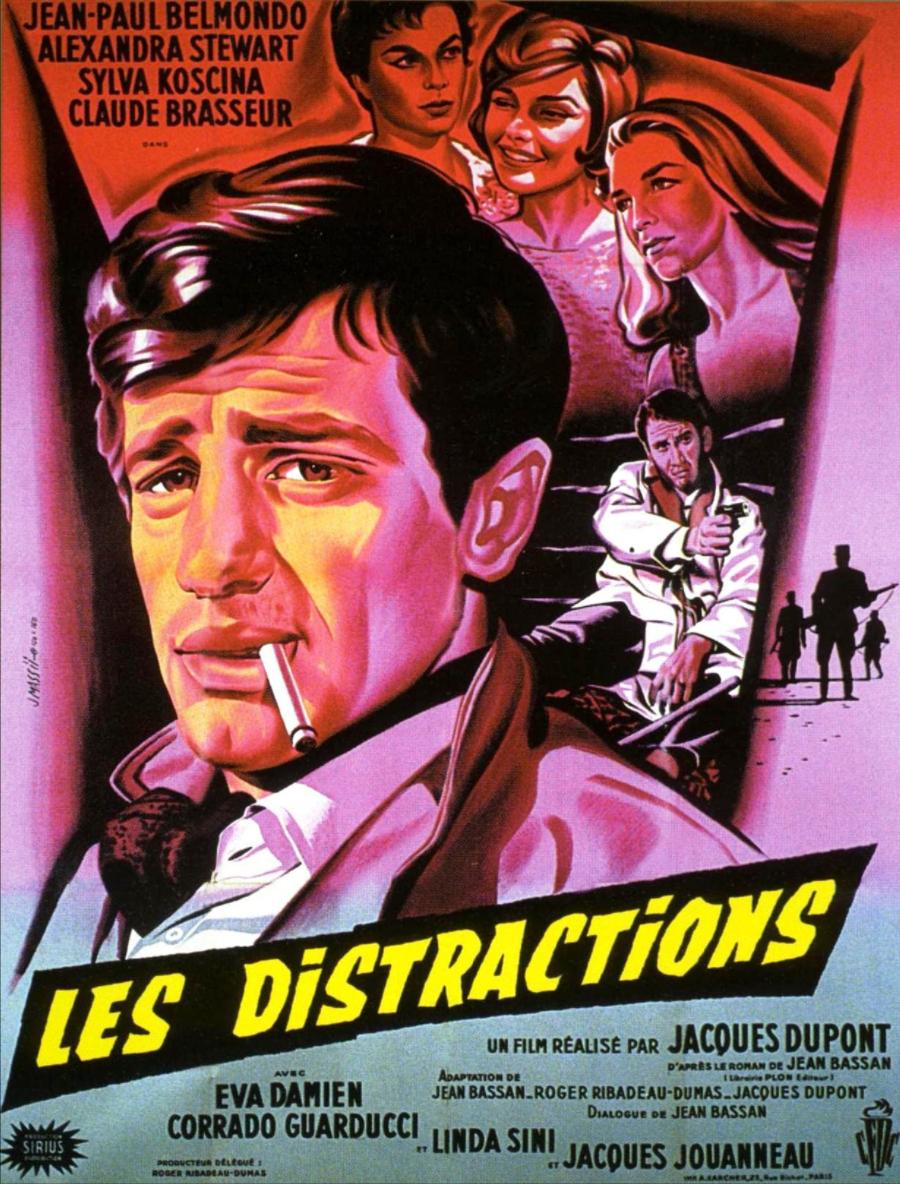 JEAN-PAUL BELMONDO
ALEXANDRA STEWART
SYLVA KOSCINA
CLAUDE BRASSEUR
DANS
LES DiSTRACTiONS
UN FILM RÉALISÉ PAR JACQUES DUPONT
D'APRÈS LE ROMAN DE JEAN BASSAN
(Librairie PLON Editeur)
AVEC
EVA DAMIEN
CORRADO GUARDUCCI
ADAPTATION DE
JEAN BASSAN_ROGER RIBADEAU-DUMAS_JACQUES DUPONT
DIALOGUE DE JEAN BASSAN
ET LINDA SINI
ET JACQUES JOUANNEAU
PRODUCTION
SIRIUS
PRODUCTEUR DÉLÉGUÉ :
ROGER RIBADEAU-DUMAS